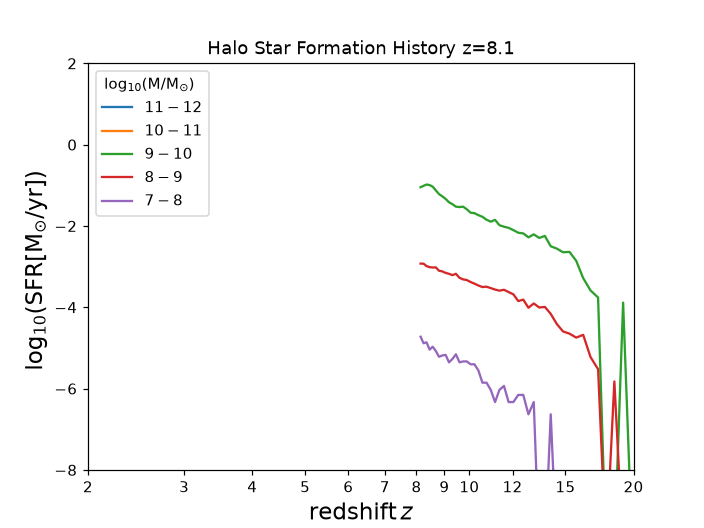 Halo Star Formation History z=8.1
log₁₀(SFR[M☉/yr])
2
0
−2
−4
−6
−8
log₁₀(M/M☉)
11 − 12
10 − 11
9 − 10
8 − 9
7 − 8
2 3 4 5 6 7 8 9 10 12 15 20
redshift z